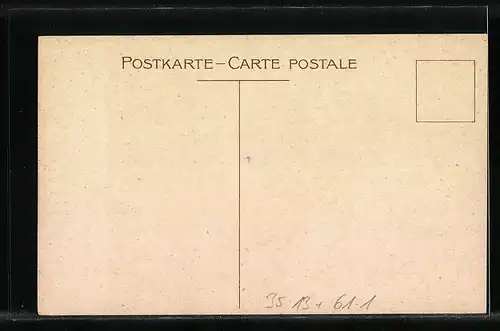 POSTKARTE – CARTE POSTALE
35 13 + 61-1